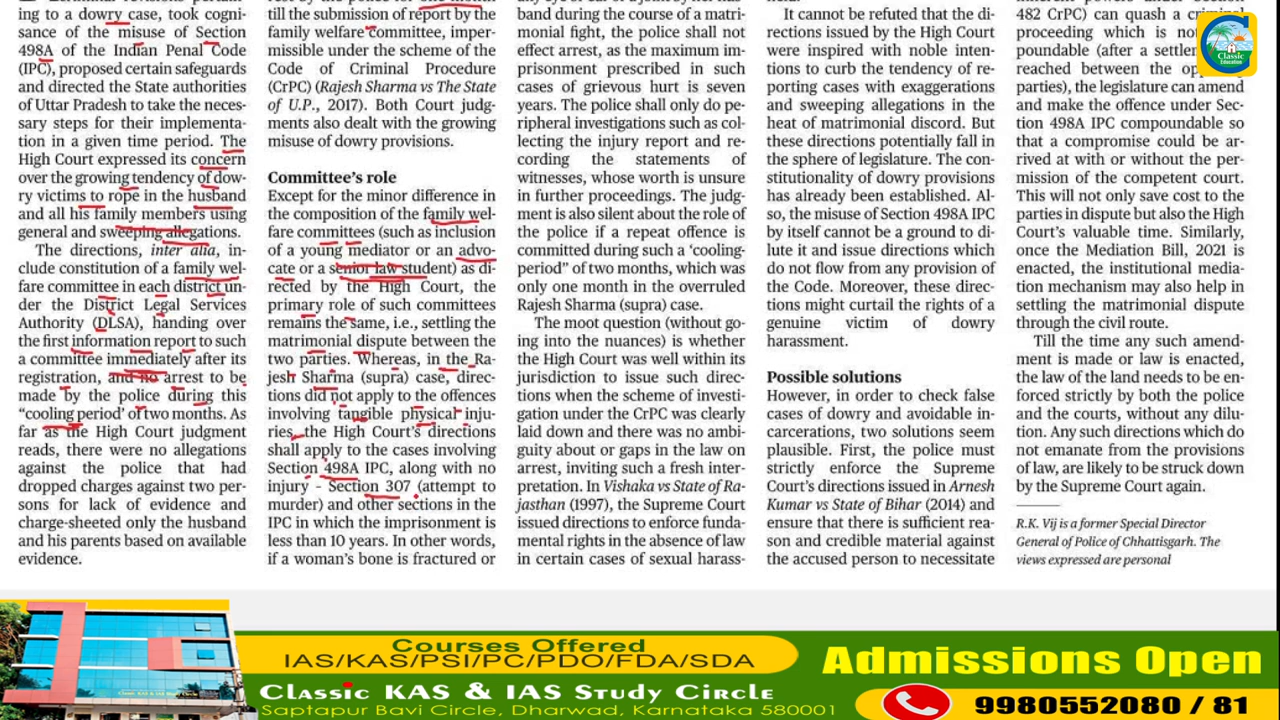 ing to a dowry case, took cogni-
sance of the misuse of Section
498A of the Indian Penal Code
(IPC), proposed certain safeguards
and directed the State authorities
of Uttar Pradesh to take the neces-
sary steps for their implementa-
tion in a given time period. The
High Court expressed its concern
over the growing tendency of dow-
ry victims to rope in the husband
and all his family members using
general and sweeping allegations.
The directions, inter alia, in-
clude constitution of a family wel-
fare committee in each district un-
der the District Legal Services
Authority (DLSA), handing over
the first information report to such
a committee immediately after its
registration, and no arrest to be
made by the police during this
“cooling period’ of two months. As
far as the High Court judgment
reads, there were no allegations
against the police that had
dropped charges against two per-
sons for lack of evidence and
charge-sheeted only the husband
and his parents based on available
evidence.
till the submission of report by the
family welfare committee, imper-
missible under the scheme of the
Code of Criminal Procedure
(CrPC) (Rajesh Sharma vs The State
of U.P., 2017). Both Court judg-
ments also dealt with the growing
misuse of dowry provisions.
Committee's role
Except for the minor difference in
the composition of the family wel-
fare committees (such as inclusion
of a young mediator or an advo-
cate or a senior law student) as di-
rected by the High Court, the
primary role of such committees
remains the same, i.e., settling the
matrimonial dispute between the
two parties. Whereas, in the Ra-
jesh Sharma (supra) case, direc-
tions did not apply to the offences
involving tangible physical inju-
ries, the High Court's directions
shall apply to the cases involving
Section 498A IPC, along with no
injury - Section 307 (attempt to
murder) and other sections in the
IPC in which the imprisonment is
less than 10 years. In other words,
if a woman's bone is fractured or
band during the course of a matri-
monial fight, the police shall not
effect arrest, as the maximum im-
prisonment prescribed in such
cases of grievous hurt is seven
years. The police shall only do pe-
ripheral investigations such as col-
lecting the injury report and re-
cording the statements of
witnesses, whose worth is unsure
in further proceedings. The judg-
ment is also silent about the role of
the police if a repeat offence is
committed during such a ‘cooling-
period” of two months, which was
only one month in the overruled
Rajesh Sharma (supra) case.
The moot question (without go-
ing into the nuances) is whether
the High Court was well within its
jurisdiction to issue such direc-
tions when the scheme of investi-
gation under the CrPC was clearly
laid down and there was no ambi-
guity about or gaps in the law on
arrest, inviting such a fresh inter-
pretation. In Vishaka vs State of Ra-
jasthan (1997), the Supreme Court
issued directions to enforce funda-
mental rights in the absence of law
in certain cases of sexual harass-
It cannot be refuted that the di-
rections issued by the High Court
were inspired with noble inten-
tions to curb the tendency of re-
porting cases with exaggerations
and sweeping allegations in the
heat of matrimonial discord. But
these directions potentially fall in
the sphere of legislature. The con-
stitutionality of dowry provisions
has already been established. Al-
so, the misuse of Section 498A IPC
by itself cannot be a ground to di-
lute it and issue directions which
do not flow from any provision of
the Code. Moreover, these direc-
tions might curtail the rights of a
genuine victim of dowry
harassment.
Possible solutions
However, in order to check false
cases of dowry and avoidable in-
carcerations, two solutions seem
plausible. First, the police must
strictly enforce the Supreme
Court's directions issued in Arnesh
Kumar vs State of Bihar (2014) and
ensure that there is sufficient rea-
son and credible material against
the accused person to necessitate
482 CrPC) can quash a criminal
proceeding which is no
poundable (after a settle
reached between the op
parties), the legislature can amend
and make the offence under Sec-
tion 498A IPC compoundable so
that a compromise could be ar-
rived at with or without the per-
mission of the competent court.
This will not only save cost to the
parties in dispute but also the High
Court's valuable time. Similarly,
once the Mediation Bill, 2021 is
enacted, the institutional media-
tion mechanism may also help in
settling the matrimonial dispute
through the civil route.
Till the time any such amend-
ment is made or law is enacted,
the law of the land needs to be en-
forced strictly by both the police
and the courts, without any dilu-
tion. Any such directions which do
not emanate from the provisions
of law, are likely to be struck down
by the Supreme Court again.
R.K. Vij is a former Special Director
General of Police of Chhattisgarh. The
views expressed are personal
Classic
Education
Courses Offered
IAS/KAS/PSI/PC/PDO/FDA/SDA
Classic KAS & IAS Study Circle
Saptapur Bavi Circle, Dharwad, Karnataka 580001
Admissions Open
9980552080 / 81